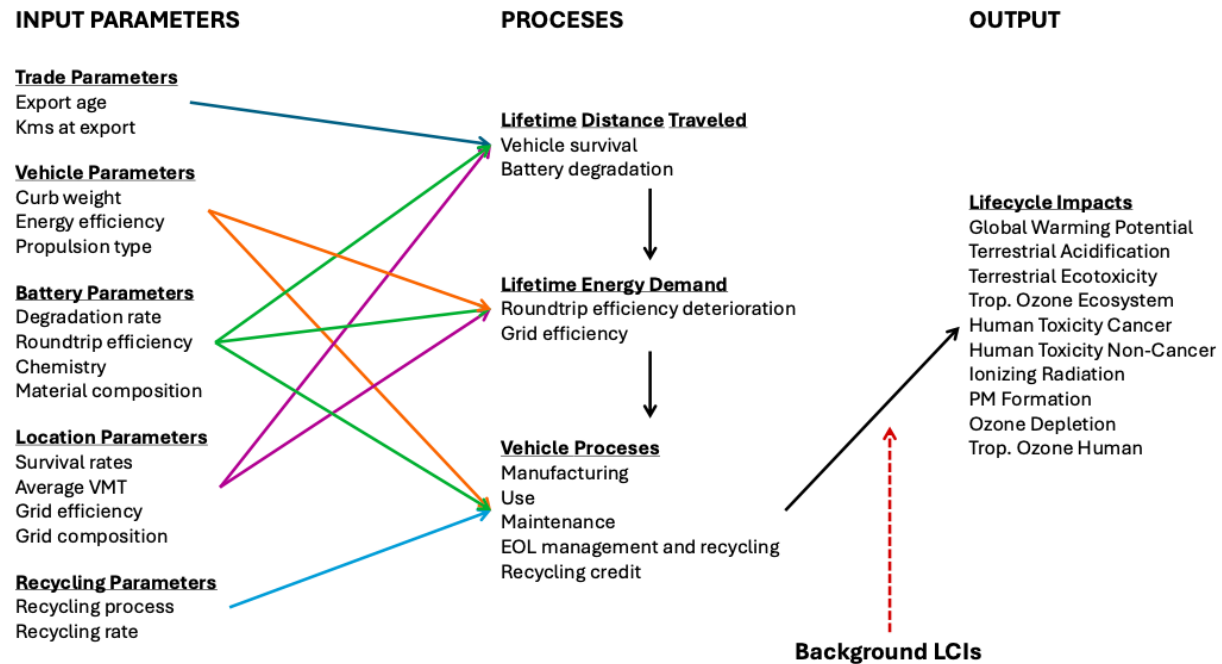 INPUT PARAMETERS
Trade Parameters
Export age
Kms at export
Vehicle Parameters
Curb weight
Energy efficiency
Propulsion type
Battery Parameters
Degradation rate
Roundtrip efficiency
Chemistry
Material composition
Location Parameters
Survival rates
Average VMT
Grid efficiency
Grid composition
Recycling Parameters
Recycling process
Recycling rate
PROCESES
Lifetime Distance Traveled
Vehicle survival
Battery degradation
Lifetime Energy Demand
Roundtrip efficiency deterioration
Grid efficiency
Vehicle Proceses
Manufacturing
Use
Maintenance
EOL management and recycling
Recycling credit
OUTPUT
Lifecycle Impacts
Global Warming Potential
Terrestrial Acidification
Terrestrial Ecotoxicity
Trop. Ozone Ecosystem
Human Toxicity Cancer
Human Toxicity Non-Cancer
Ionizing Radiation
PM Formation
Ozone Depletion
Trop. Ozone Human
Background LCIs